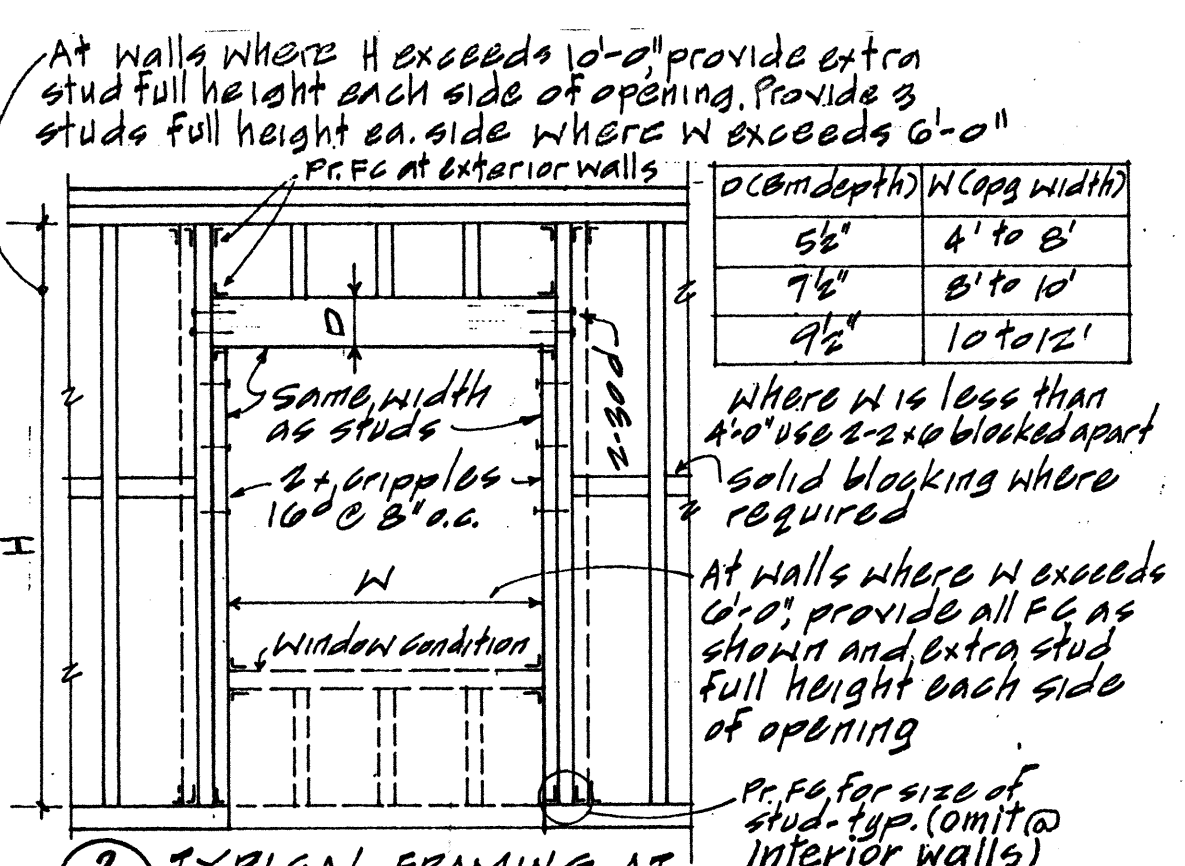 At walls where H exceeds 10'-0", provide extra
stud full height each side of opening. Provide 3
studs full height ea. side where W exceeds 6'-0"
Pr. FC at exterior walls
D (Bm depth) W (opg width)
5½" 4' to 8'
7½" 8' to 10'
9½" 10 to 12'
D
2-30d
Same width
as studs
where W is less than
4'-0" use 2-2x6 blocked apart
2x cripples
16d @ 8" o.c.
solid blocking where
required
H
W
At walls where W exceeds
6'-0", provide all FC as
shown and extra stud
full height each side
of opening
window condition
Pr. FC for size of
stud-typ. (omit @
interior walls)
2 TYPICAL FRAMING AT